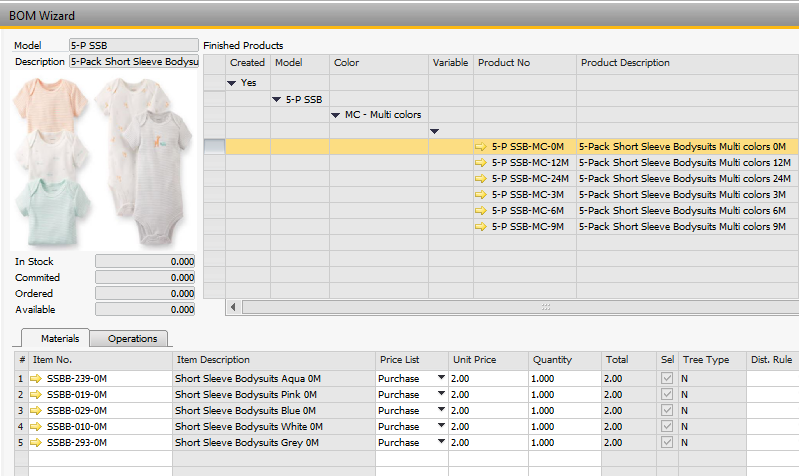 BOM Wizard
Model 5-P SSB
Description 5-Pack Short Sleeve Bodysu
Finished Products
Created Model Color Variable Product No Product Description
Yes
5-P SSB
MC - Multi colors
5-P SSB-MC-0M 5-Pack Short Sleeve Bodysuits Multi colors 0M
5-P SSB-MC-12M 5-Pack Short Sleeve Bodysuits Multi colors 12M
5-P SSB-MC-24M 5-Pack Short Sleeve Bodysuits Multi colors 24M
5-P SSB-MC-3M 5-Pack Short Sleeve Bodysuits Multi colors 3M
5-P SSB-MC-6M 5-Pack Short Sleeve Bodysuits Multi colors 6M
5-P SSB-MC-9M 5-Pack Short Sleeve Bodysuits Multi colors 9M
In Stock 0.000
Commited 0.000
Ordered 0.000
Available 0.000
Materials Operations
# Item No. Item Description Price List Unit Price Quantity Total Sel Tree Type Dist. Rule
1 SSBB-239-0M Short Sleeve Bodysuits Aqua 0M Purchase 2.00 1.000 2.00 N
2 SSBB-019-0M Short Sleeve Bodysuits Pink 0M Purchase 2.00 1.000 2.00 N
3 SSBB-029-0M Short Sleeve Bodysuits Blue 0M Purchase 2.00 1.000 2.00 N
4 SSBB-010-0M Short Sleeve Bodysuits White 0M Purchase 2.00 1.000 2.00 N
5 SSBB-293-0M Short Sleeve Bodysuits Grey 0M Purchase 2.00 1.000 2.00 N